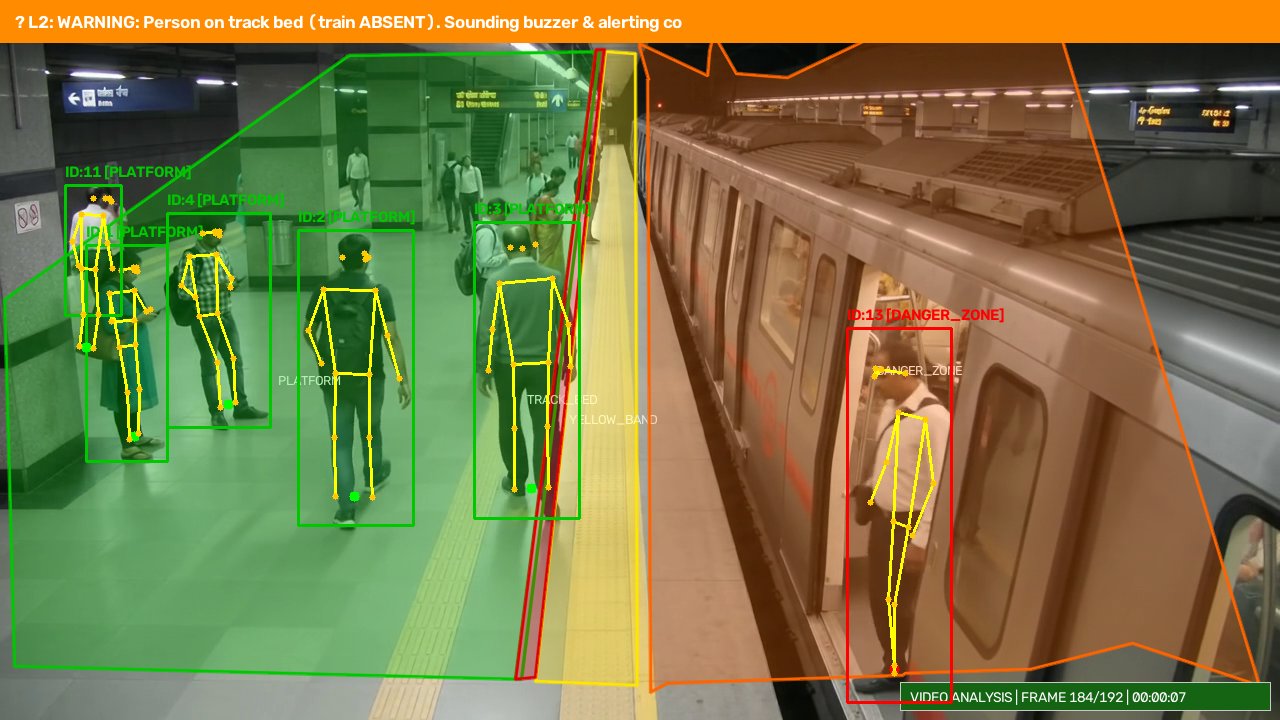 ? L2: WARNING: Person on track bed (train ABSENT). Sounding buzzer & alerting co
ID:11 [PLATFORM]
ID:4 [PLATFORM]
ID:2 [PLATFORM]
ID:3 [PLATFORM]
[PLATFORM]
ID:13 [DANGER_ZONE]
DANGER_ZONE
PLATFORM
TRACK_BED
YELLOW_BAND
VIDEO ANALYSIS | FRAME 184/192 | 00:00:07